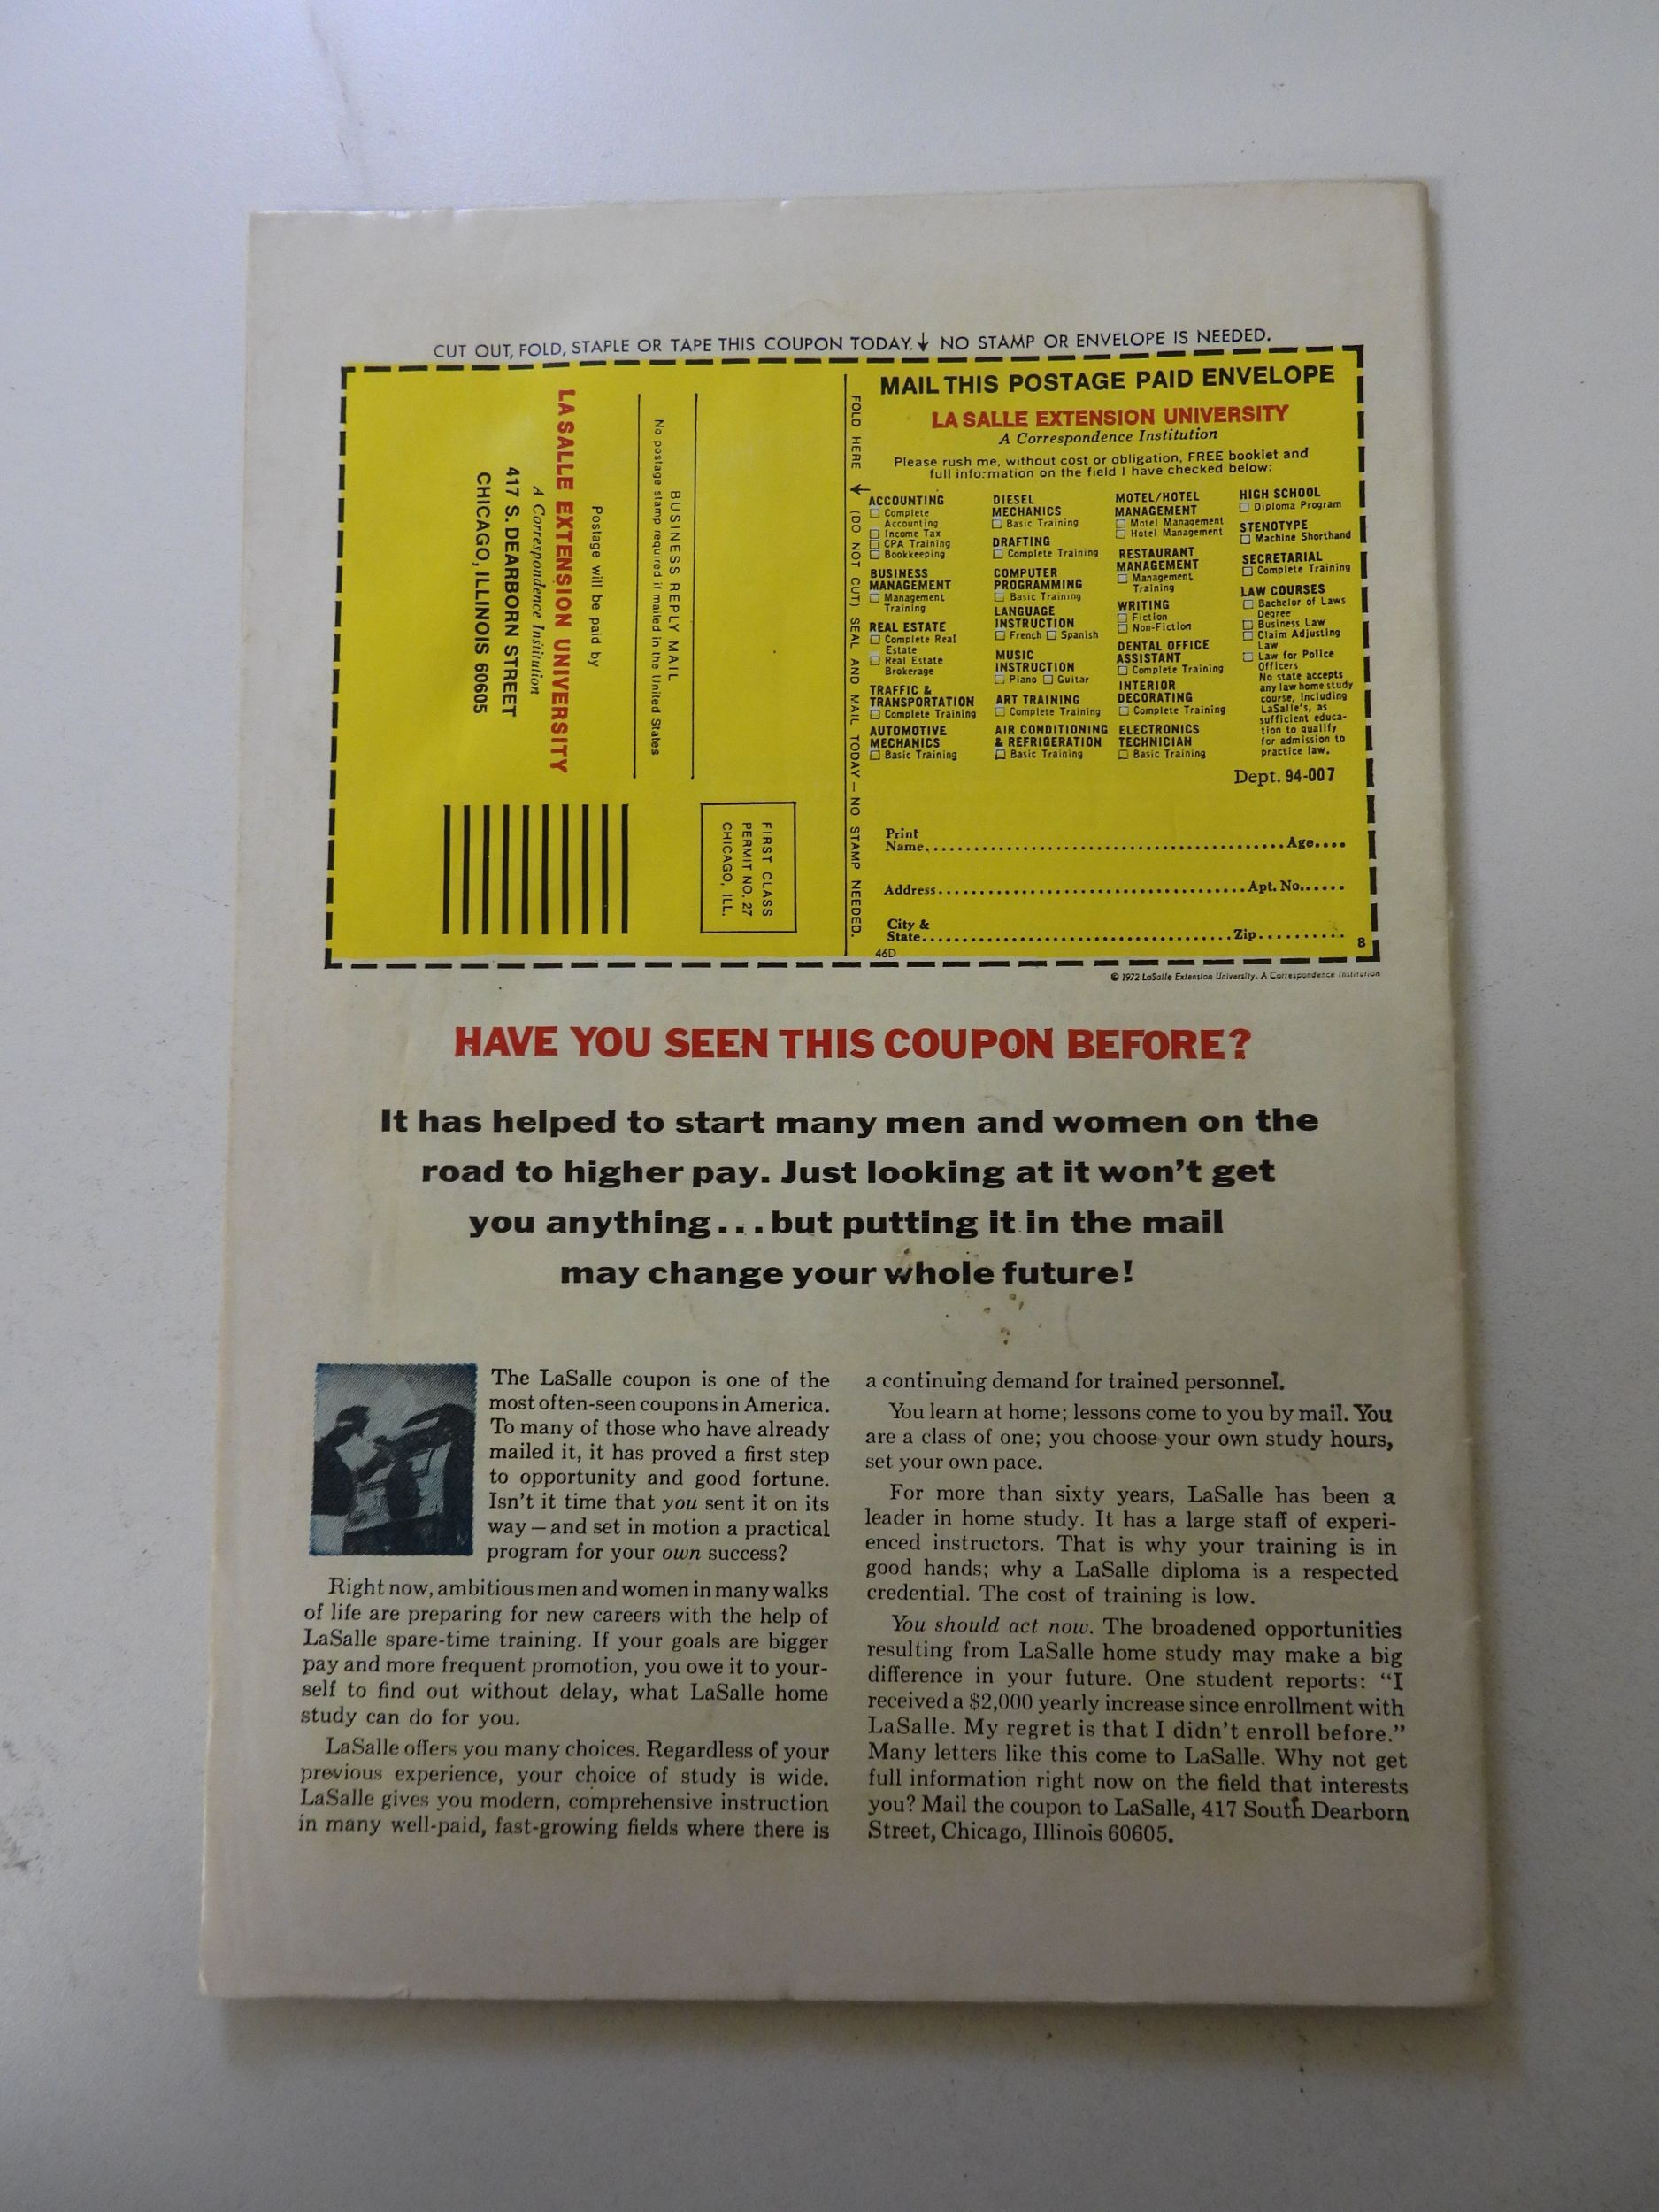 CUT OUT, FOLD, STAPLE OR TAPE THIS COUPON TODAY. ↓ NO STAMP OR ENVELOPE IS NEEDED.
BUSINESS REPLY MAIL
No postage stamp required if mailed in the United States
Postage will be paid by
LA SALLE EXTENSION UNIVERSITY
A Correspondence Institution
417 S. DEARBORN STREET
CHICAGO, ILLINOIS 60605
FIRST CLASS
PERMIT NO. 27
CHICAGO, ILL.
FOLD HERE ← (DO NOT CUT) SEAL AND MAIL TODAY — NO STAMP NEEDED.
MAIL THIS POSTAGE PAID ENVELOPE
LA SALLE EXTENSION UNIVERSITY
A Correspondence Institution
Please rush me, without cost or obligation, FREE booklet and
full information on the field I have checked below:
ACCOUNTING
☐ Complete
Accounting
☐ Income Tax
☐ CPA Training
☐ Bookkeeping
BUSINESS
MANAGEMENT
☐ Management
Training
REAL ESTATE
☐ Complete Real
Estate
☐ Real Estate
Brokerage
TRAFFIC &
TRANSPORTATION
☐ Complete Training
AUTOMOTIVE
MECHANICS
☐ Basic Training
DIESEL
MECHANICS
☐ Basic Training
DRAFTING
☐ Complete Training
COMPUTER
PROGRAMMING
☐ Basic Training
LANGUAGE
INSTRUCTION
☐ French ☐ Spanish
MUSIC
INSTRUCTION
☐ Piano ☐ Guitar
ART TRAINING
☐ Complete Training
AIR CONDITIONING
& REFRIGERATION
☐ Basic Training
MOTEL/HOTEL
MANAGEMENT
☐ Motel Management
☐ Hotel Management
RESTAURANT
MANAGEMENT
☐ Management
Training
WRITING
☐ Fiction
☐ Non-Fiction
DENTAL OFFICE
ASSISTANT
☐ Complete Training
INTERIOR
DECORATING
☐ Complete Training
ELECTRONICS
TECHNICIAN
☐ Basic Training
HIGH SCHOOL
☐ Diploma Program
STENOTYPE
☐ Machine Shorthand
SECRETARIAL
☐ Complete Training
LAW COURSES
☐ Bachelor of Laws
Degree
☐ Business Law
☐ Claim Adjusting
Law
☐ Law for Police
Officers
No state accepts
any law home study
course, including
LaSalle's, as
sufficient educa-
tion to qualify
for admission to
practice law.
Dept. 94-007
Print
Name.............................................Age....
Address......................................Apt. No......
City &
State......................................Zip..........
46D
8
© 1972 LaSalle Extension University. A Correspondence Institution
HAVE YOU SEEN THIS COUPON BEFORE?
It has helped to start many men and women on the
road to higher pay. Just looking at it won't get
you anything...but putting it in the mail
may change your whole future!
The LaSalle coupon is one of the
most often-seen coupons in America.
To many of those who have already
mailed it, it has proved a first step
to opportunity and good fortune.
Isn't it time that you sent it on its
way—and set in motion a practical
program for your own success?
Right now, ambitious men and women in many walks
of life are preparing for new careers with the help of
LaSalle spare-time training. If your goals are bigger
pay and more frequent promotion, you owe it to your-
self to find out without delay, what LaSalle home
study can do for you.
LaSalle offers you many choices. Regardless of your
previous experience, your choice of study is wide.
LaSalle gives you modern, comprehensive instruction
in many well-paid, fast-growing fields where there is
a continuing demand for trained personnel.
You learn at home; lessons come to you by mail. You
are a class of one; you choose your own study hours,
set your own pace.
For more than sixty years, LaSalle has been a
leader in home study. It has a large staff of experi-
enced instructors. That is why your training is in
good hands; why a LaSalle diploma is a respected
credential. The cost of training is low.
You should act now. The broadened opportunities
resulting from LaSalle home study may make a big
difference in your future. One student reports: "I
received a $2,000 yearly increase since enrollment with
LaSalle. My regret is that I didn't enroll before."
Many letters like this come to LaSalle. Why not get
full information right now on the field that interests
you? Mail the coupon to LaSalle, 417 South Dearborn
Street, Chicago, Illinois 60605.